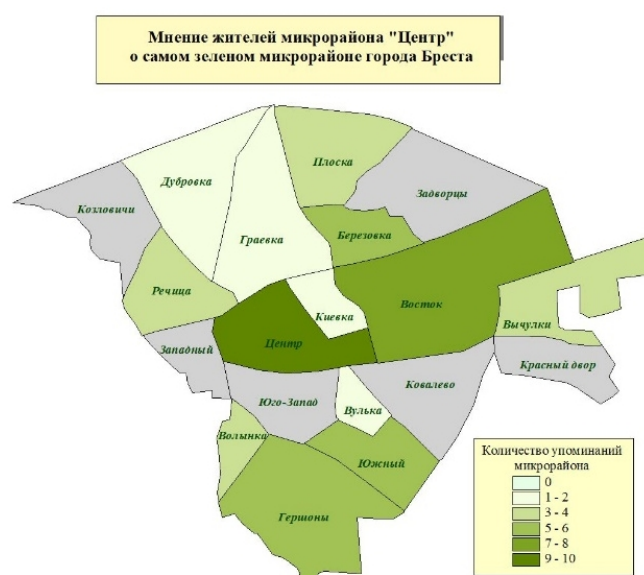 Мнение жителей микрорайона "Центр"
о самом зеленом микрорайоне города Бреста
Плоска
Дубровка
Задворцы
Козловичи
Граевка
Березовка
Речица
Восток
Киевка
Вычулки
Центр
Западный
Красный двор
Ковалево
Юго-Запад
Вулька
Волынка
Южный
Гершоны
Количество упоминаний
микрорайона
0
1 - 2
3 - 4
5 - 6
7 - 8
9 - 10